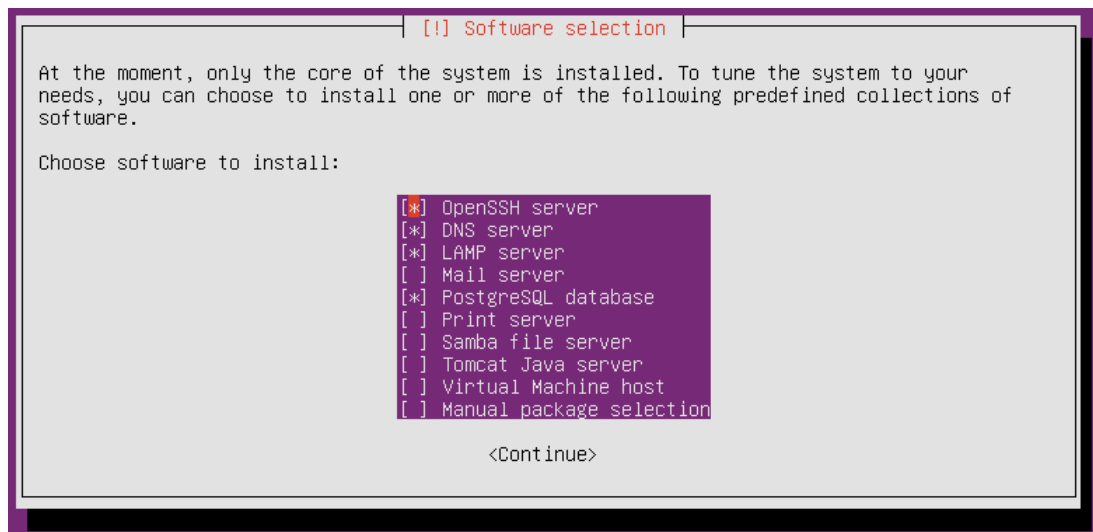 [!] Software selection
At the moment, only the core of the system is installed. To tune the system to your
needs, you can choose to install one or more of the following predefined collections of
software.
Choose software to install:
[*] OpenSSH server
[*] DNS server
[*] LAMP server
[ ] Mail server
[*] PostgreSQL database
[ ] Print server
[ ] Samba file server
[ ] Tomcat Java server
[ ] Virtual Machine host
[ ] Manual package selection
<Continue>